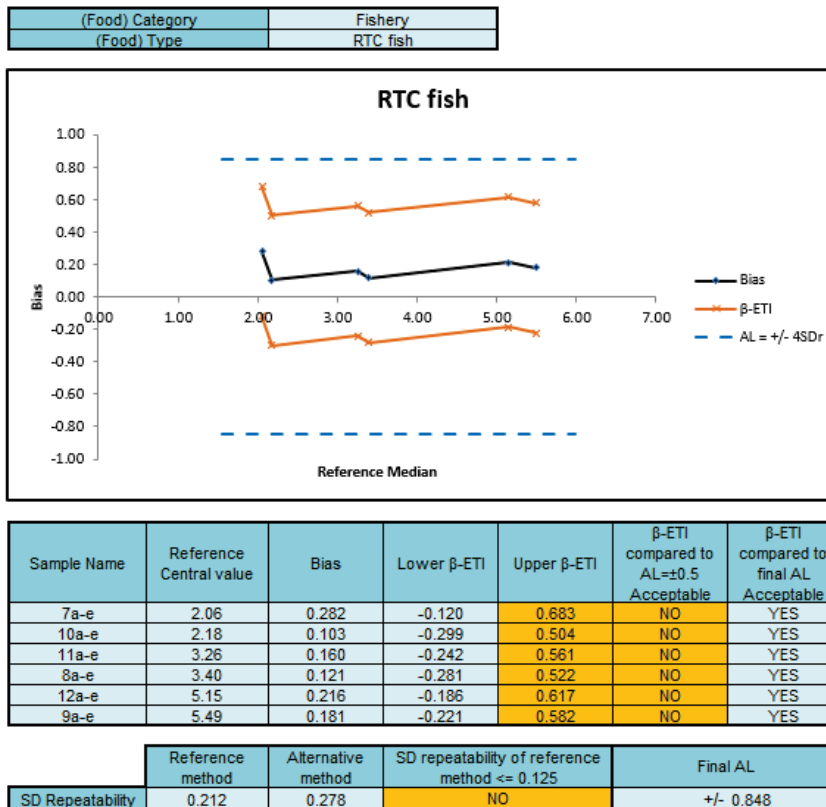 (Food) Category Fishery
(Food) Type RTC fish
RTC fish
1.00
0.80
0.60
0.40
0.20
0.00
-0.20
-0.40
-0.60
-0.80
-1.00
Bias
0.00 1.00 2.00 3.00 4.00 5.00 6.00 7.00
Reference Median
Bias
β-ETI
AL = +/- 4SDr
Sample Name Reference Central value Bias Lower β-ETI Upper β-ETI β-ETI compared to AL=±0.5 Acceptable β-ETI compared to final AL Acceptable
7a-e 2.06 0.282 -0.120 0.683 NO YES
10a-e 2.18 0.103 -0.299 0.504 NO YES
11a-e 3.26 0.160 -0.242 0.561 NO YES
8a-e 3.40 0.121 -0.281 0.522 NO YES
12a-e 5.15 0.216 -0.186 0.617 NO YES
9a-e 5.49 0.181 -0.221 0.582 NO YES
Reference method Alternative method SD repeatability of reference method <= 0.125 Final AL
SD Repeatability 0.212 0.278 NO +/- 0.848